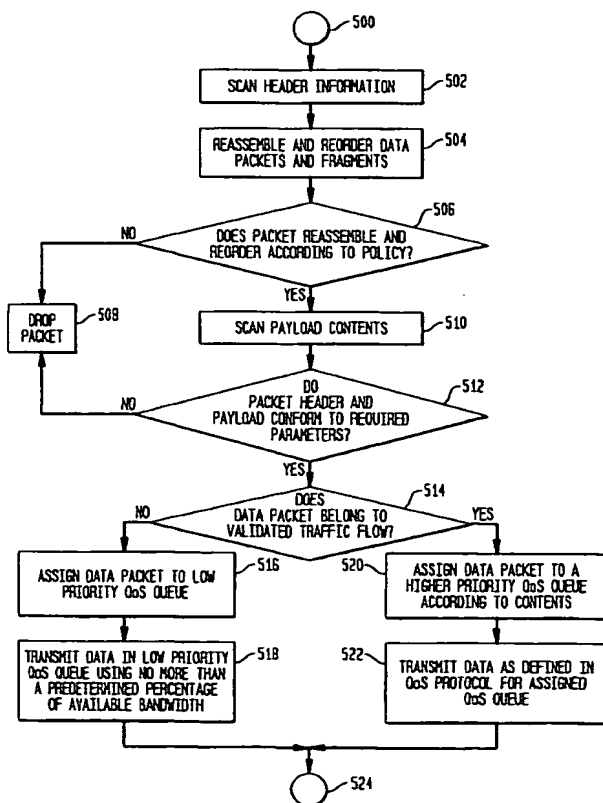 500
SCAN HEADER INFORMATION
502
REASSEMBLE AND REORDER DATA
PACKETS AND FRAGMENTS
504
506
NO
DOES PACKET REASSEMBLE AND
REORDER ACCORDING TO POLICY?
YES
DROP
PACKET
508
SCAN PAYLOAD CONTENTS
510
512
NO
DO
PACKET HEADER AND
PAYLOAD CONFORM TO REQUIRED
PARAMETERS?
YES
514
NO
DOES
DATA PACKET BELONG TO
VALIDATED TRAFFIC FLOW?
YES
ASSIGN DATA PACKET TO LOW
PRIORITY QoS QUEUE
516
520
ASSIGN DATA PACKET TO A
HIGHER PRIORITY QoS QUEUE
ACCORDING TO CONTENTS
TRANSMIT DATA IN LOW PRIORITY
QoS QUEUE USING NO MORE THAN
A PREDETERMINED PERCENTAGE
OF AVAILABLE BANDWIDTH
518
522
TRANSMIT DATA AS DEFINED IN
QoS PROTOCOL FOR ASSIGNED
QoS QUEUE
524